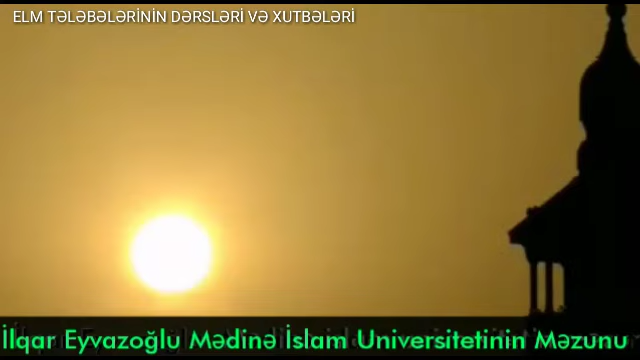 ELM TƏLƏBƏLƏRİNİN DƏRSLƏRİ VƏ XUTBƏLƏRİ
İlqar Eyvazoğlu Mədinə İslam Universitetinin Məzunu